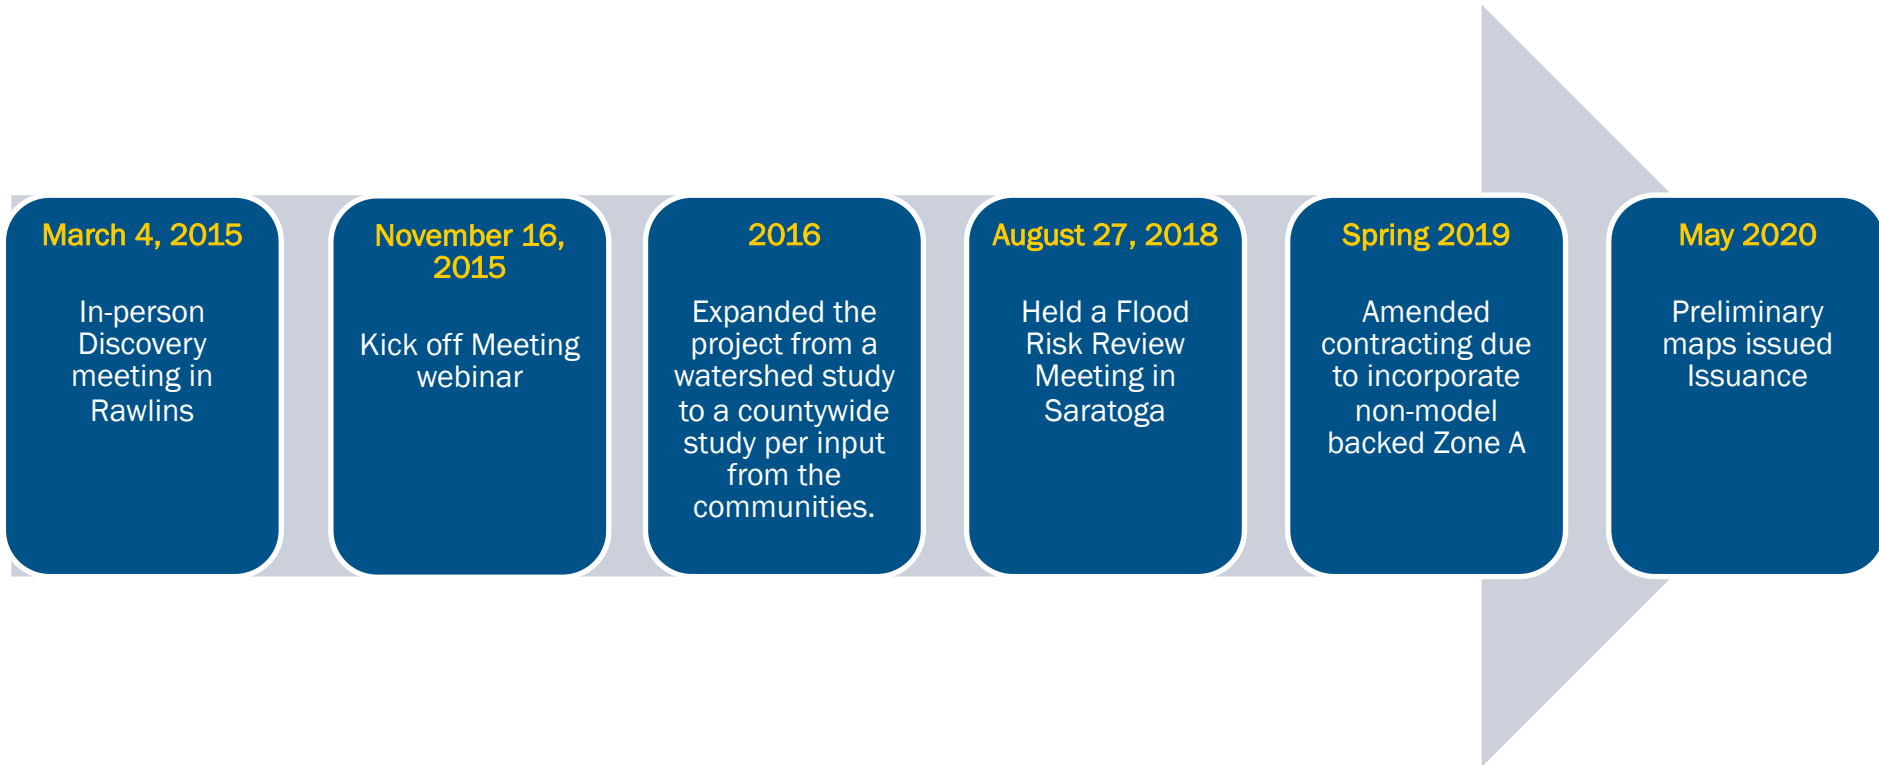 March 4, 2015
In-person
Discovery
meeting in
Rawlins
November 16,
2015
Kick off Meeting
webinar
2016
Expanded the
project from a
watershed study
to a countywide
study per input
from the
communities.
August 27, 2018
Held a Flood
Risk Review
Meeting in
Saratoga
Spring 2019
Amended
contracting due
to incorporate
non-model
backed Zone A
May 2020
Preliminary
maps issued
Issuance